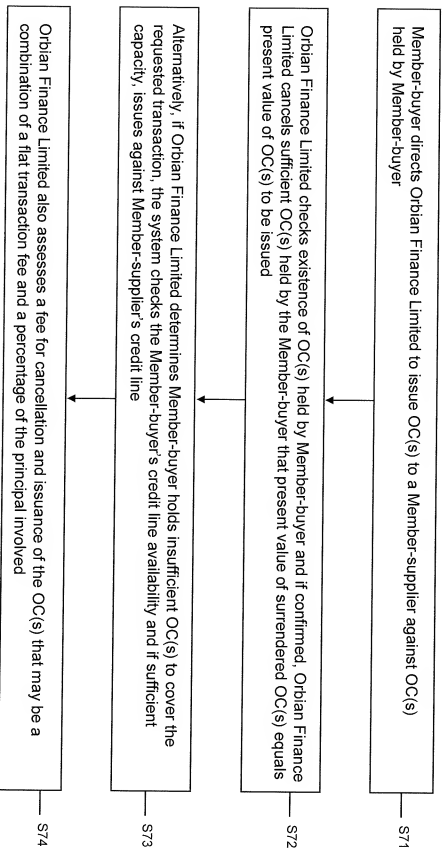 Member-buyer directs Orbian Finance Limited to issue OC(s) to a Member-supplier against OC(s)
held by Member-buyer
S71
Orbian Finance Limited checks existence of OC(s) held by Member-buyer and if confirmed, Orbian Finance
Limited cancels sufficient OC(s) held by the Member-buyer that present value of surrendered OC(s) equals
present value of OC(s) to be issued
S72
Alternatively, if Orbian Finance Limited determines Member-buyer holds insufficient OC(s) to cover the
requested transaction, the system checks the Member-buyer's credit line availability and if sufficient
capacity, issues against Member-supplier's credit line
S73
Orbian Finance Limited also assesses a fee for cancellation and issuance of the OC(s) that may be a
combination of a flat transaction fee and a percentage of the principal involved
S74